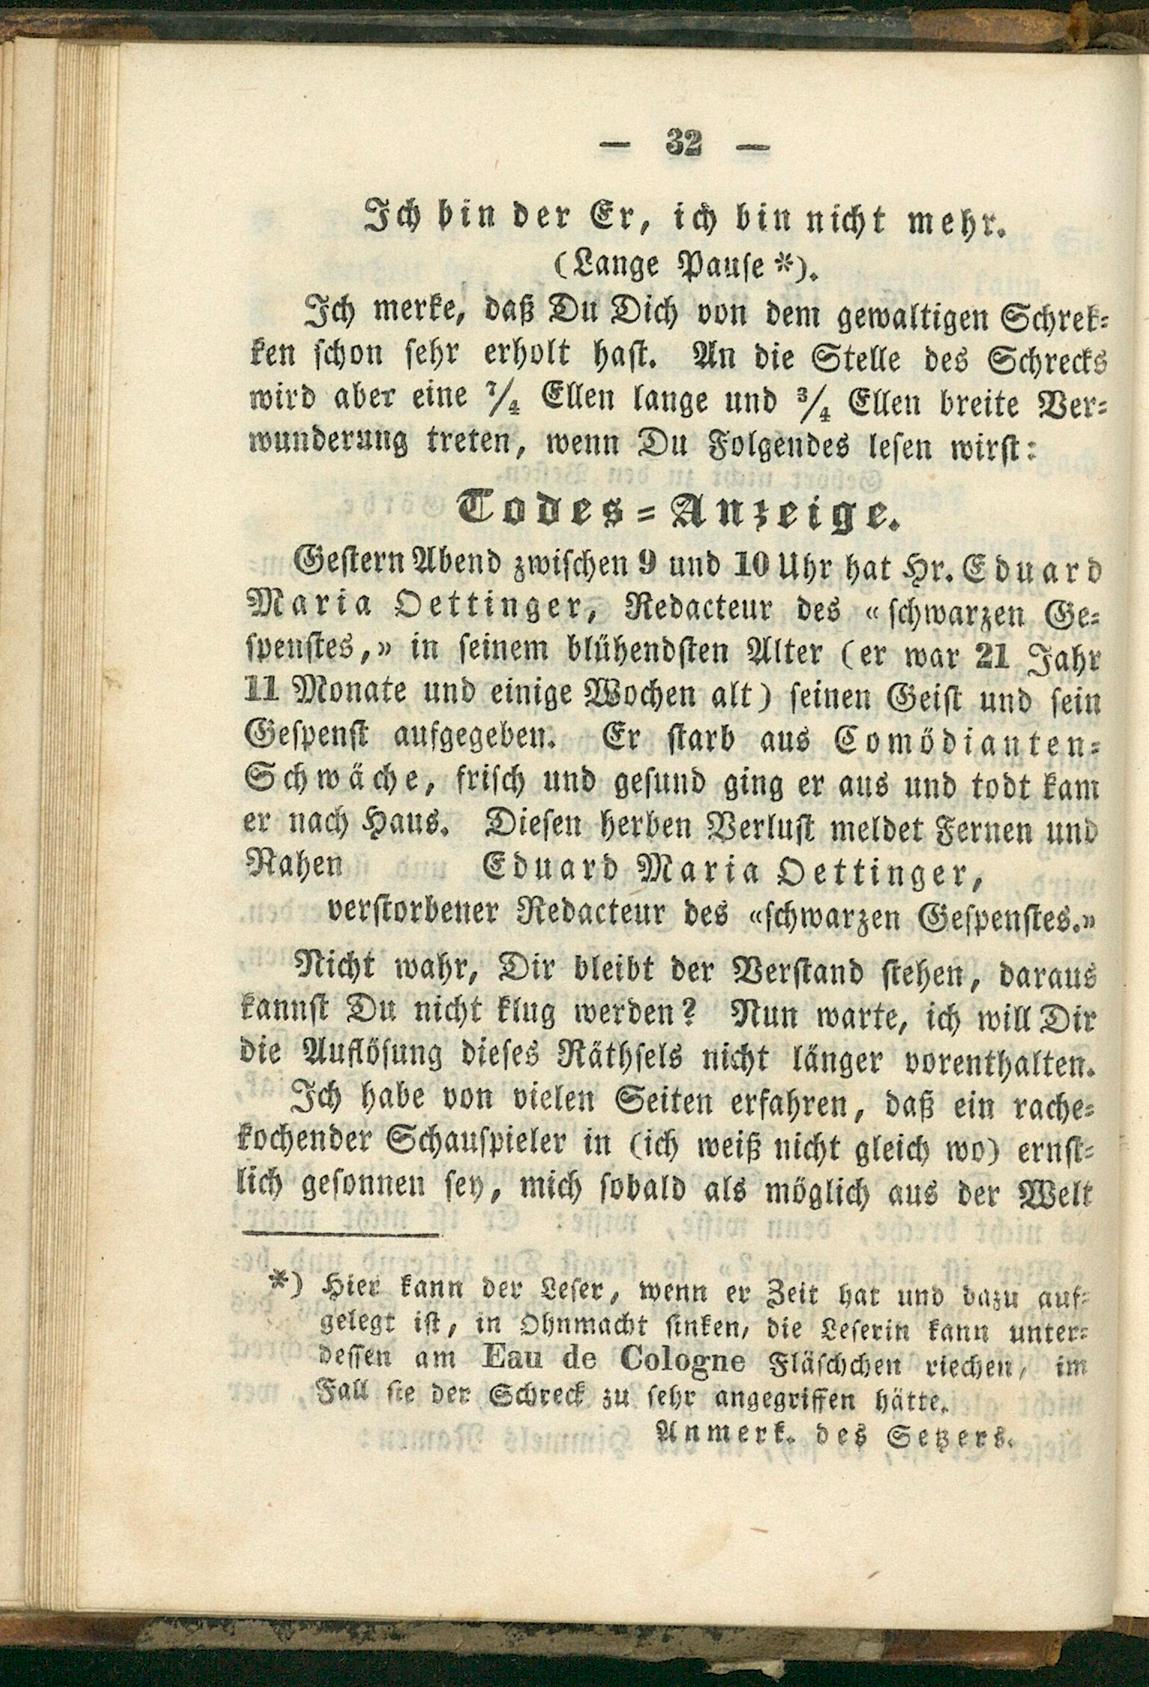 — 32 —
Ich bin der Er, ich bin nicht mehr.
(Lange Pause *).
Ich merke, daß Du Dich von dem gewaltigen Schrek-
ken schon sehr erholt hast. An die Stelle des Schrecks
wird aber eine 7/4 Ellen lange und 3/4 Ellen breite Ver-
wunderung treten, wenn Du Folgendes lesen wirst:
Todes-Anzeige.
Gestern Abend zwischen 9 und 10 Uhr hat Hr. Eduard
Maria Oettinger, Redacteur des «schwarzen Ge-
spenstes,» in seinem blühendsten Alter (er war 21 Jahr
11 Monate und einige Wochen alt) seinen Geist und sein
Gespenst aufgegeben. Er starb aus Comödianten-
Schwäche, frisch und gesund ging er aus und todt kam
er nach Haus. Diesen herben Verlust meldet Fernen und
Nahen Eduard Maria Oettinger,
verstorbener Redacteur des «schwarzen Gespenstes.»
Nicht wahr, Dir bleibt der Verstand stehen, daraus
kannst Du nicht klug werden? Nun warte, ich will Dir
die Auflösung dieses Räthsels nicht länger vorenthalten.
Ich habe von vielen Seiten erfahren, daß ein rache-
kochender Schauspieler in (ich weiß nicht gleich wo) ernst-
lich gesonnen sey, mich sobald als möglich aus der Welt
*) Hier kann der Leser, wenn er Zeit hat und dazu auf-
gelegt ist, in Ohnmacht sinken, die Leserin kann unter-
dessen am Eau de Cologne Fläschchen riechen, im
Fall sie der Schreck zu sehr angegriffen hätte.
Anmerk. des Setzers.